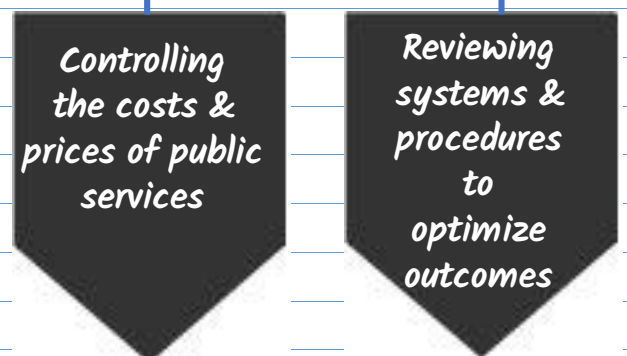 Controlling
the costs &
prices of public
services
Reviewing
systems &
procedures
to
optimize
outcomes